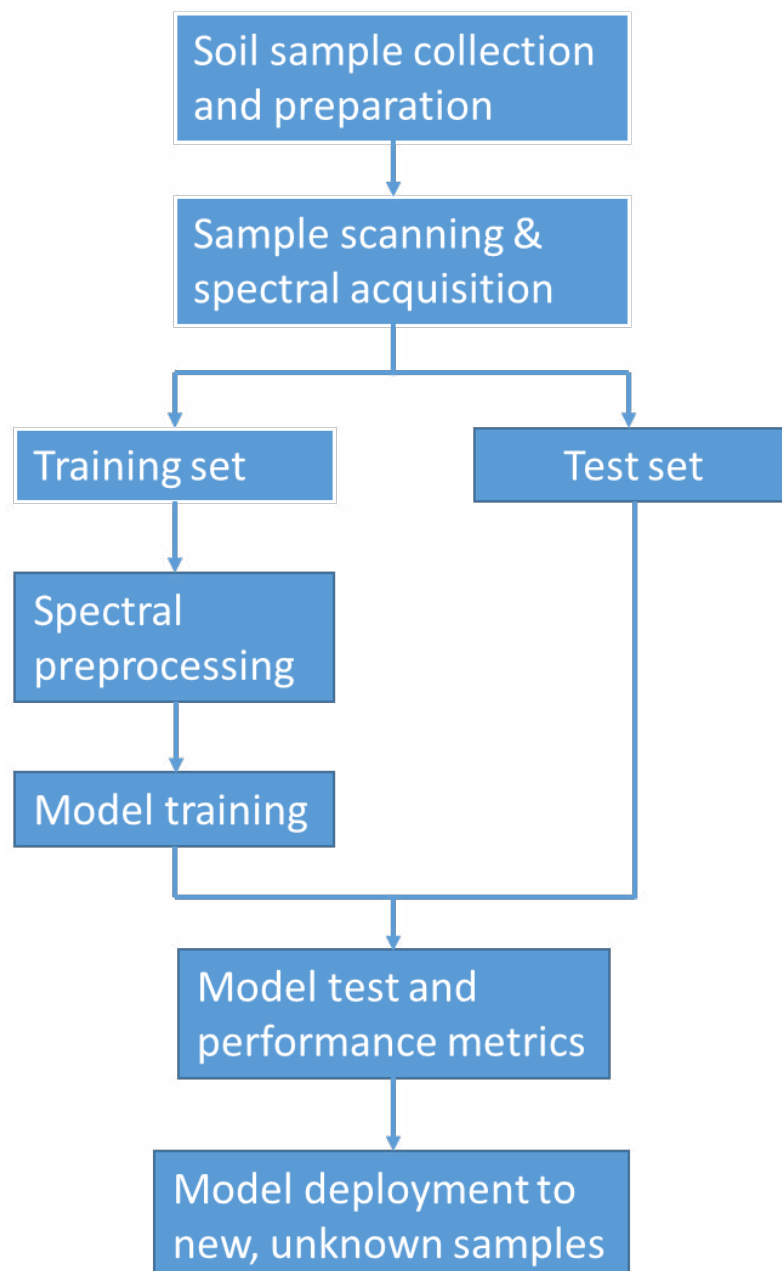 Soil sample collection
and preparation
Sample scanning &
spectral acquisition
Training set
Test set
Spectral
preprocessing
Model training
Model test and
performance metrics
Model deployment to
new, unknown samples